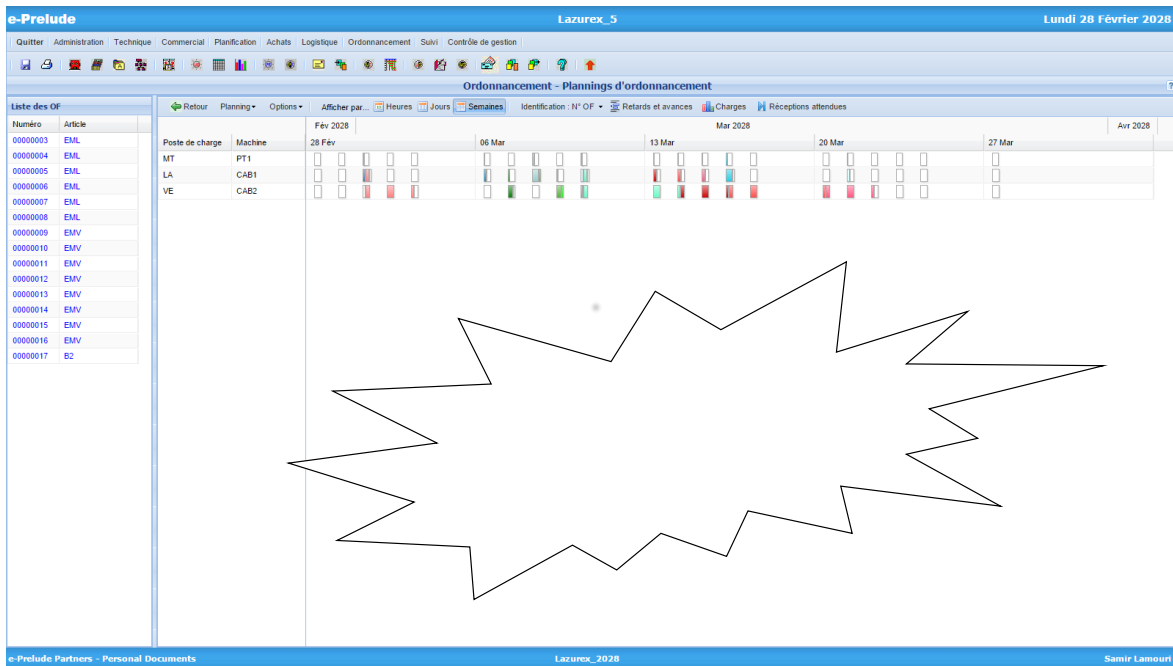 e-Prelude Lazurex_5 Lundi 28 Février 2028
Quitter Administration Technique Commercial Planification Achats Logistique Ordonnancement Suivi Contrôle de gestion
Ordonnancement - Plannings d'ordonnancement ?
Liste des OF Retour Planning Options Afficher par... Heures Jours Semaines Identification : N° OF Retards et avances Charges Réceptions attendues
Numéro Article Fév 2028 Mar 2028 Avr 2028
Poste de charge Machine 28 Fév 06 Mar 13 Mar 20 Mar 27 Mar
00000003 EML
MT PT1
00000004 EML
LA CAB1
00000005 EML
VE CAB2
00000006 EML
00000007 EML
00000008 EML
00000009 EMV
00000010 EMV
00000011 EMV
00000012 EMV
00000013 EMV
00000014 EMV
00000015 EMV
00000016 EMV
00000017 B2
e-Prelude Partners - Personal Documents Lazurex_2028 Samir Lamouri